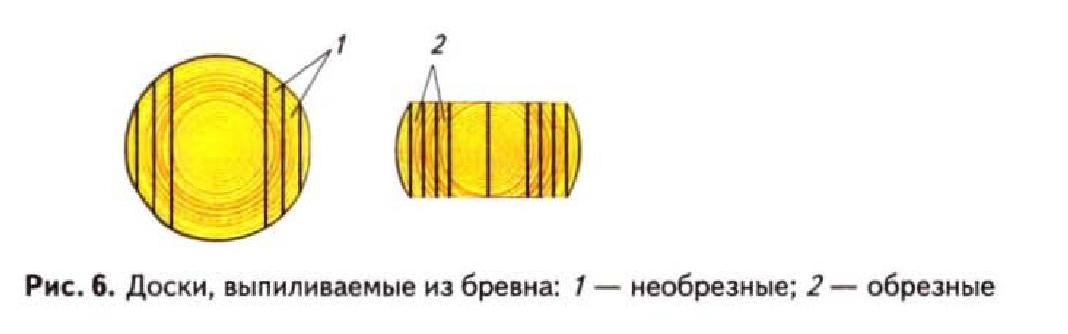 1
2
Рис. 6. Доски, выпиливаемые из бревна: 1 — необрезные; 2 — обрезные